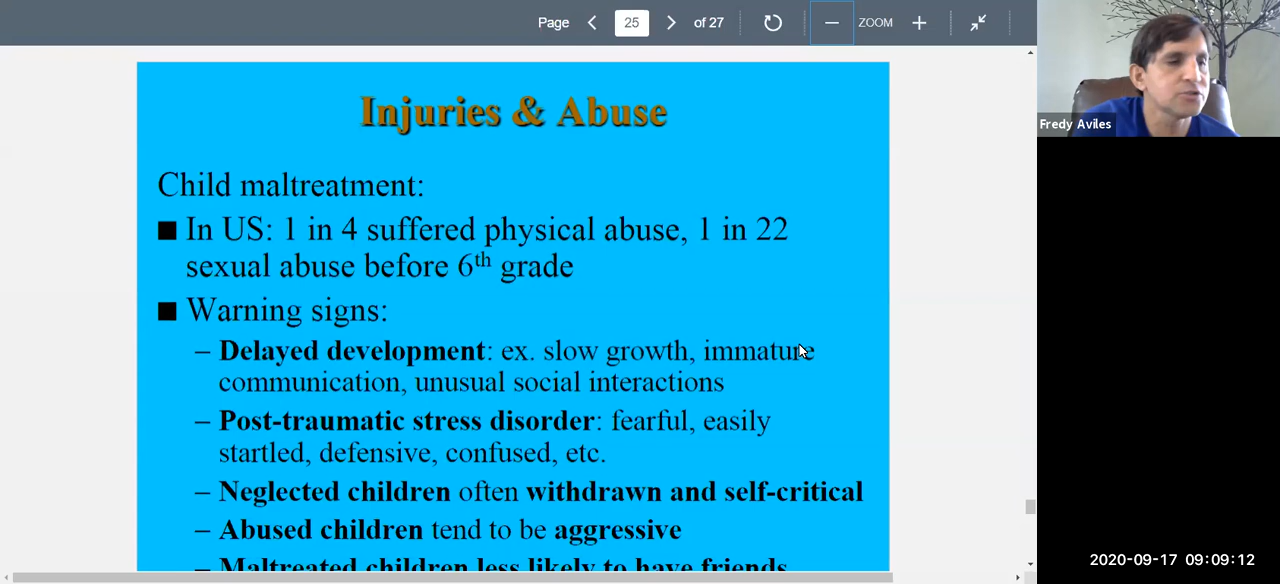 Page 25 of 27 ZOOM
Injuries & Abuse
Child maltreatment:
■ In US: 1 in 4 suffered physical abuse, 1 in 22
sexual abuse before 6th grade
■ Warning signs:
– Delayed development: ex. slow growth, immature
communication, unusual social interactions
– Post-traumatic stress disorder: fearful, easily
startled, defensive, confused, etc.
– Neglected children often withdrawn and self-critical
– Abused children tend to be aggressive
– Maltreated children less likely to have friends
Fredy Aviles
2020-09-17 09:09:12